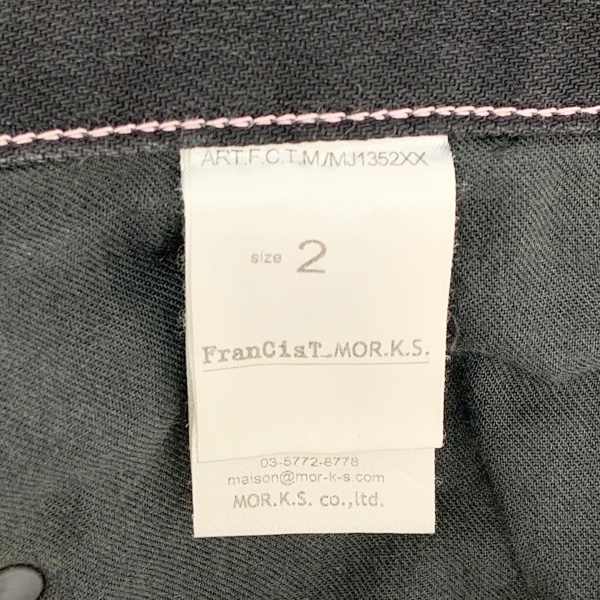 ART.F.C.T.M./MJ1352XX
size 2
FranCisT_MOR.K.S.
03-5772-8778
maison@mor-k-s.com
MOR.K.S. co.,ltd.